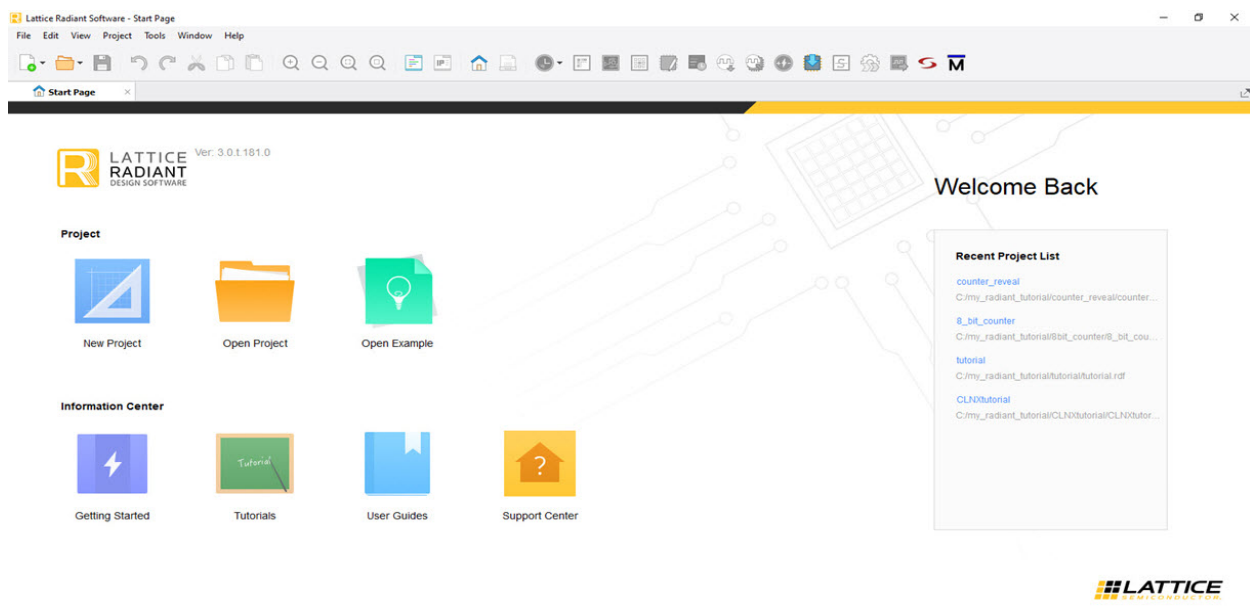 Lattice Radiant Software - Start Page
File Edit View Project Tools Window Help
Start Page
LATTICE
RADIANT
DESIGN SOFTWARE
Ver: 3.0.1.181.0
Welcome Back
Project
New Project
Open Project
Open Example
Recent Project List
counter_reveal
C:/my_radiant_tutorial/counter_reveal/counter...
8_bit_counter
C:/my_radiant_tutorial/8bit_counter/8_bit_cou...
tutorial
C:/my_radiant_tutorial/tutorial/tutorial.rdf
CLNXtutorial
C:/my_radiant_tutorial/CLNXtutorial/CLNXtutor...
Information Center
Tutorial
?
Getting Started
Tutorials
User Guides
Support Center
LATTICE
SEMICONDUCTOR